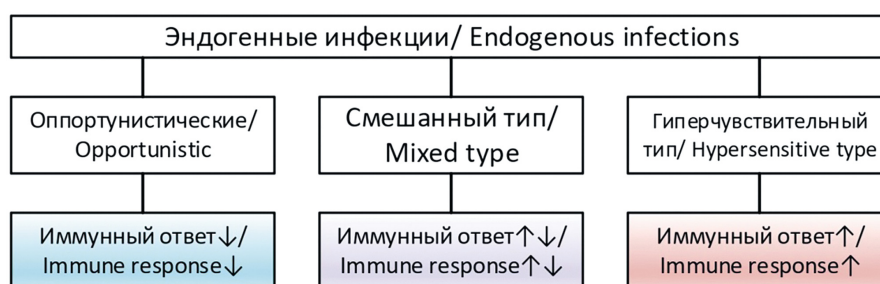 Эндогенные инфекции/ Endogenous infections
Оппортунистические/
Opportunistic
Смешанный тип/
Mixed type
Гиперчувствительный
тип/ Hypersensitive type
Иммунный ответ↓/
Immune response↓
Иммунный ответ↑↓/
Immune response↑↓
Иммунный ответ↑/
Immune response↑